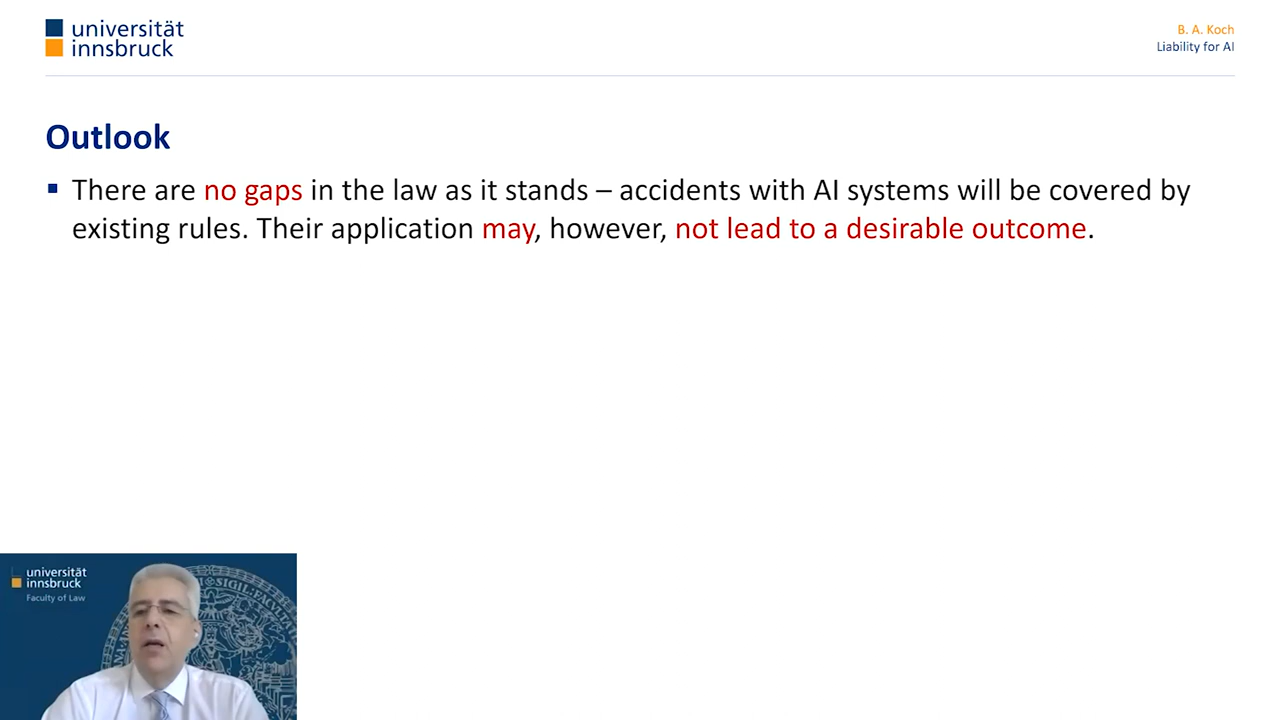 universität
innsbruck
B. A. Koch
Liability for AI
Outlook
▪ There are no gaps in the law as it stands – accidents with AI systems will be covered by
existing rules. Their application may, however, not lead to a desirable outcome.
universität
innsbruck
Faculty of Law